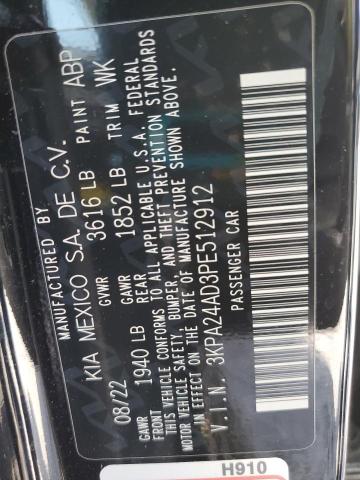 MANUFACTURED BY
KIA MEXICO S.A. DE C.V.
08/22 GVWR 3616 LB PAINT ABP
GAWR FRONT 1940 LB GAWR REAR 1852 LB TRIM WK
VEHICLE CONFORMS TO ALL APPLICABLE U.S.A. FEDERAL
MOTOR VEHICLE SAFETY, BUMPER, AND THEFT PREVENTION STANDARDS
IN EFFECT ON THE DATE OF MANUFACTURE SHOWN ABOVE.
V.I.N. 3KPA24AD3PE512912
PASSENGER CAR
H910